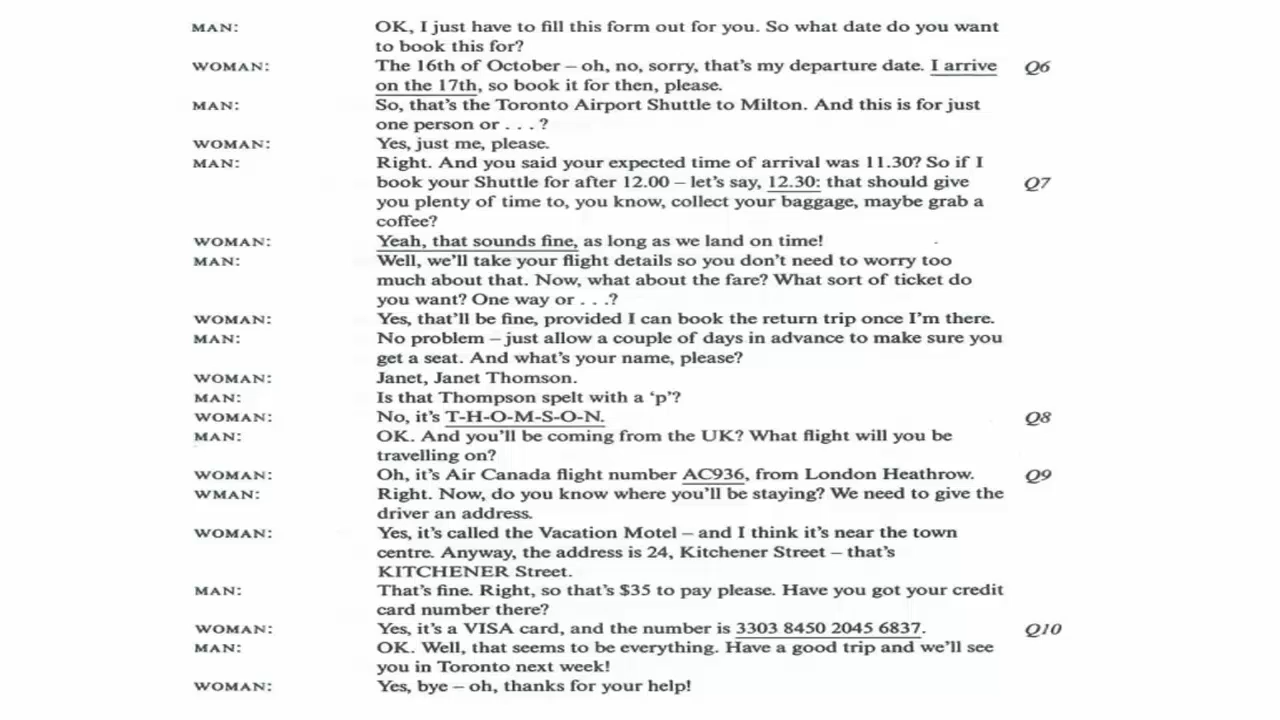 MAN: OK, I just have to fill this form out for you. So what date do you want
to book this for?
WOMAN: The 16th of October – oh, no, sorry, that's my departure date. I arrive Q6
on the 17th, so book it for then, please.
MAN: So, that's the Toronto Airport Shuttle to Milton. And this is for just
one person or . . . ?
WOMAN: Yes, just me, please.
MAN: Right. And you said your expected time of arrival was 11.30? So if I
book your Shuttle for after 12.00 – let's say, 12.30: that should give Q7
you plenty of time to, you know, collect your baggage, maybe grab a
coffee?
WOMAN: Yeah, that sounds fine, as long as we land on time!
MAN: Well, we'll take your flight details so you don't need to worry too
much about that. Now, what about the fare? What sort of ticket do
you want? One way or . . .?
WOMAN: Yes, that'll be fine, provided I can book the return trip once I'm there.
MAN: No problem – just allow a couple of days in advance to make sure you
get a seat. And what's your name, please?
WOMAN: Janet, Janet Thomson.
MAN: Is that Thompson spelt with a 'p'?
WOMAN: No, it's T-H-O-M-S-O-N. Q8
MAN: OK. And you'll be coming from the UK? What flight will you be
travelling on?
WOMAN: Oh, it's Air Canada flight number AC936, from London Heathrow. Q9
WMAN: Right. Now, do you know where you'll be staying? We need to give the
driver an address.
WOMAN: Yes, it's called the Vacation Motel – and I think it's near the town
centre. Anyway, the address is 24, Kitchener Street – that's
KITCHENER Street.
MAN: That's fine. Right, so that's $35 to pay please. Have you got your credit
card number there?
WOMAN: Yes, it's a VISA card, and the number is 3303 8450 2045 6837. Q10
MAN: OK. Well, that seems to be everything. Have a good trip and we'll see
you in Toronto next week!
WOMAN: Yes, bye – oh, thanks for your help!